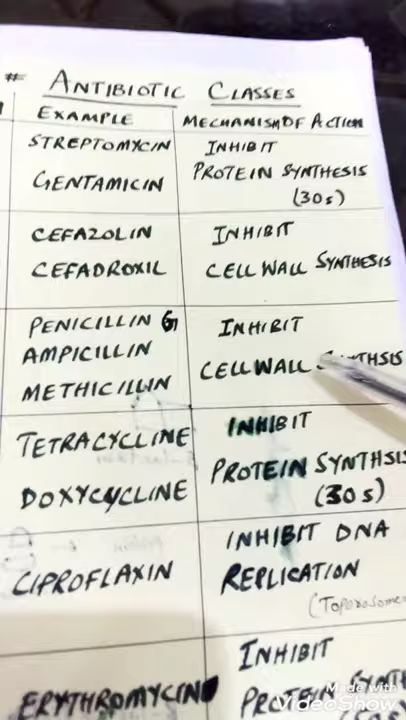 # ANTIBIOTIC CLASSES
EXAMPLE MECHANISM OF ACTION
STREPTOMYCIN INHIBIT
GENTAMICIN PROTEIN SYNTHESIS
(30s)
CEFAZOLIN INHIBIT
CEFADROXIL CELL WALL SYNTHESIS
PENICILLIN G INHIBIT
AMPICILLIN CELL WALL
METHICILLIN
TETRACYCLINE INHIBIT
DOXYCYCLINE PROTEIN SYNTHSIS
(30s)
CIPROFLAXIN INHIBIT DNA
REPLICATION
INHIBIT
ERYTHROMYCIN PROTEIN
Made with
VideoShow